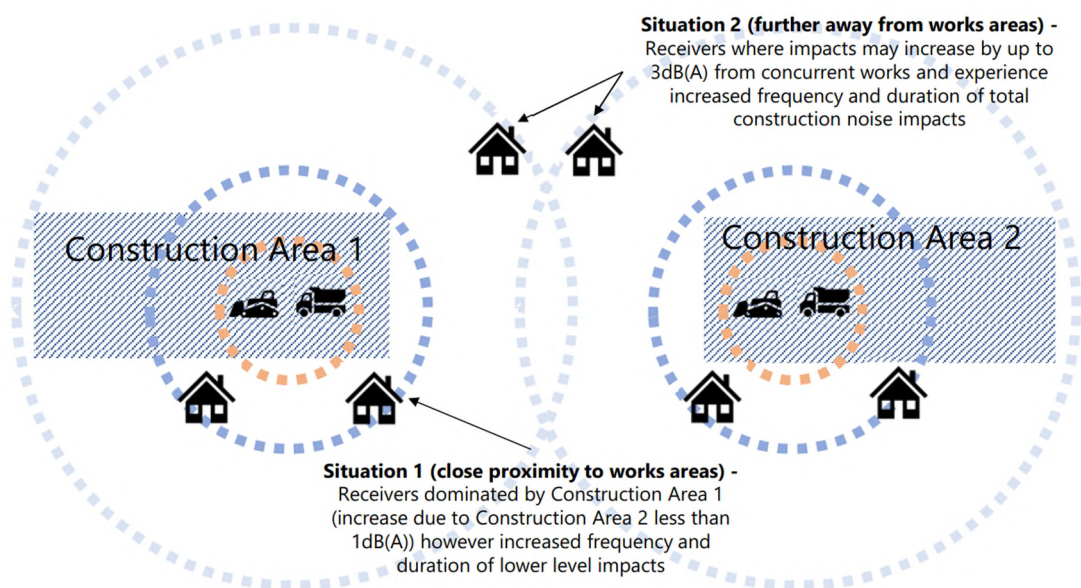 Situation 2 (further away from works areas) -
Receivers where impacts may increase by up to
3dB(A) from concurrent works and experience
increased frequency and duration of total
construction noise impacts
Construction Area 1
Construction Area 2
Situation 1 (close proximity to works areas) -
Receivers dominated by Construction Area 1
(increase due to Construction Area 2 less than
1dB(A)) however increased frequency and
duration of lower level impacts